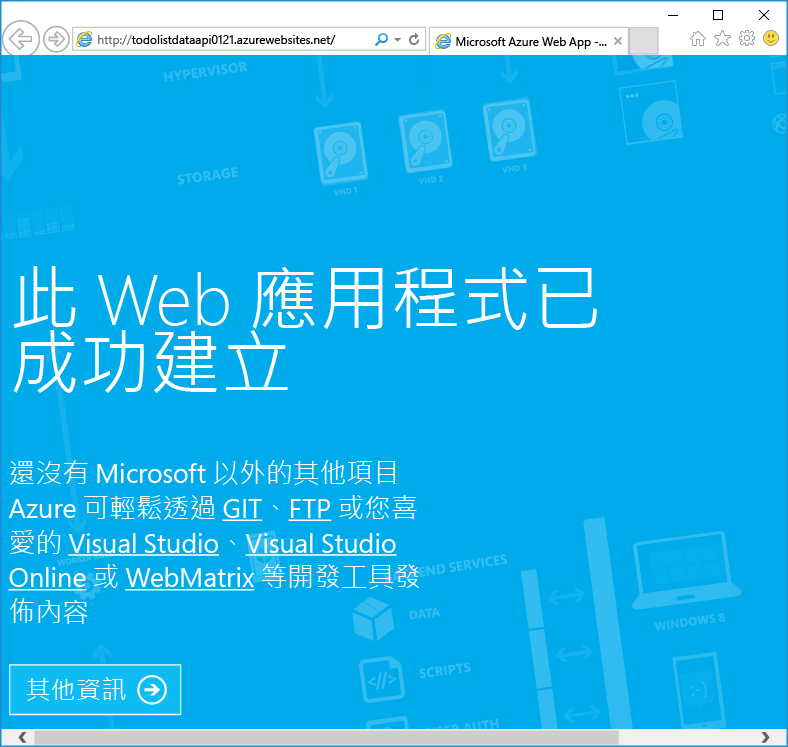 http://todolistdataapi0121.azurewebsites.net/
Microsoft Azure Web App -...
HYPERVISOR
STORAGE
VHD 1
VHD 2
VHD 3
此 Web 應用程式已
成功建立
還沒有 Microsoft 以外的其他項目
Azure 可輕鬆透過 GIT、FTP 或您喜
愛的 Visual Studio、Visual Studio
Online 或 WebMatrix 等開發工具發
佈內容
END SERVICES
DATA
WINDOWS 8
SCRIPTS
</>
:-)
其他資訊
USER AUTH